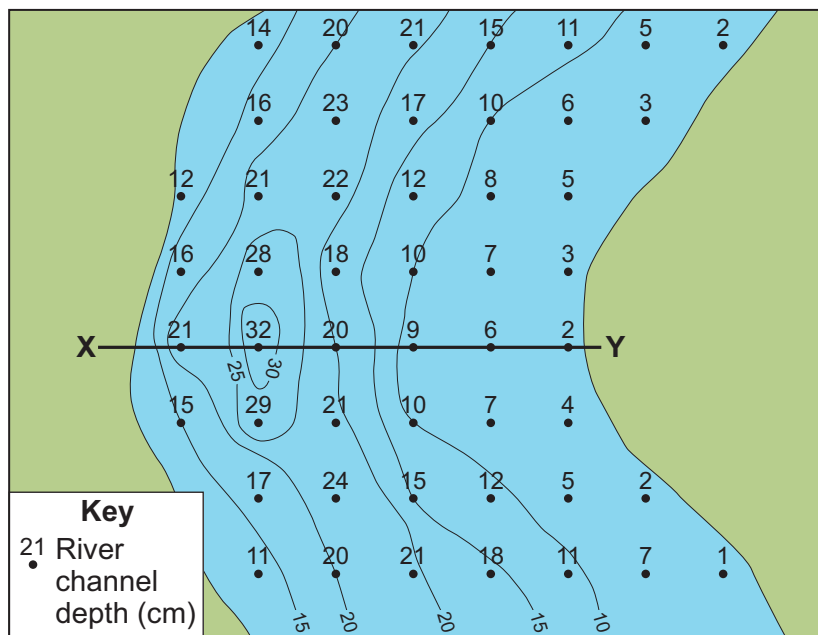 14 20 21 15 11 5 2
16 23 17 10 6 3
12 21 22 12 8 5
16 28 18 10 7 3
X 21 32 20 9 6 2 Y
25 30
15 29 21 10 7 4
17 24 15 12 5 2
11 20 21 18 11 7 1
15 20 20 15 10
Key
21 River
channel
depth (cm)